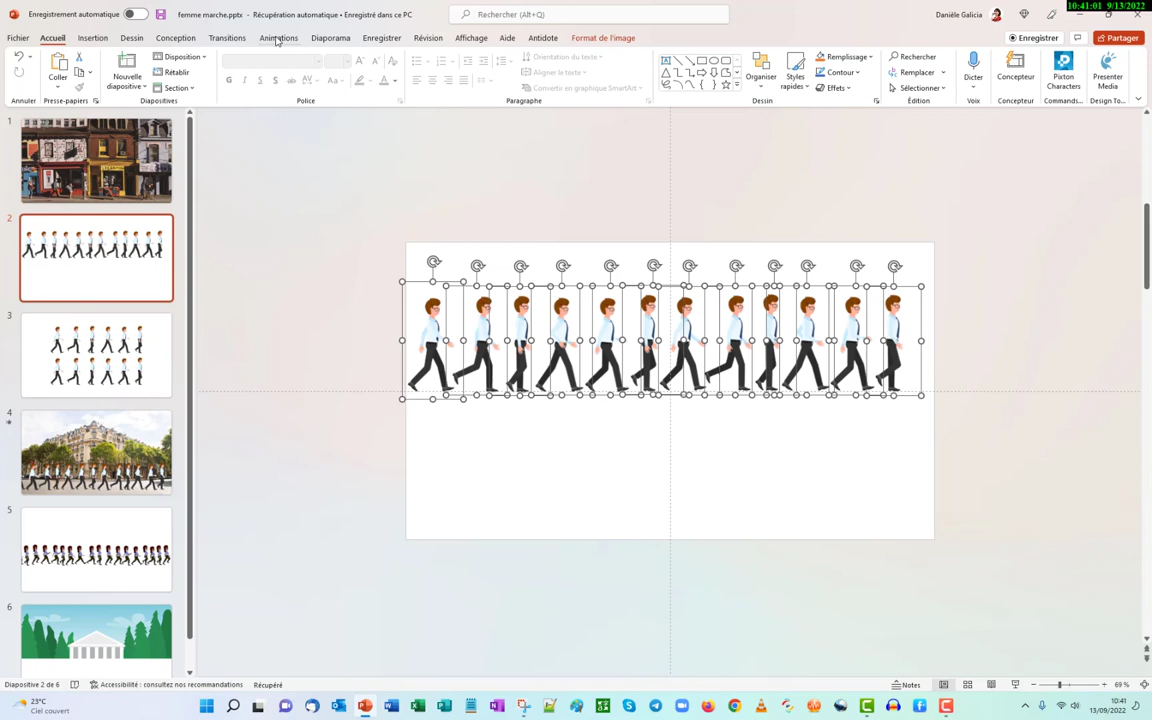 10:41:01 9/13/2022
Enregistrement automatique
femme marche.pptx - Récupération automatique • Enregistré dans ce PC
Rechercher (Alt+Q)
Danièle Galicia
Fichier Accueil Insertion Dessin Conception Transitions Animations Diaporama Enregistrer Révision Affichage Aide Antidote Format de l'image
Enregistrer Partager
Coller
Nouvelle diapositive
Disposition
Rétablir
Section
G I S S AV Aa A
Orientation du texte
Aligner le texte
Convertir en graphique SmartArt
Organiser
Styles rapides
Remplissage
Contour
Effets
Rechercher
Remplacer
Sélectionner
Dicter
Concepteur
Pixton Characters
Presenter Media
Annuler Presse-papiers Diapositives Police Paragraphe Dessin Édition Voix Concepteur Commands... Design To...
1
2
3
4
5
6
Diapositive 2 de 6
Accessibilité : consultez nos recommandations
Récupéré
Notes
69 %
23°C
Ciel couvert
10:41
13/09/2022